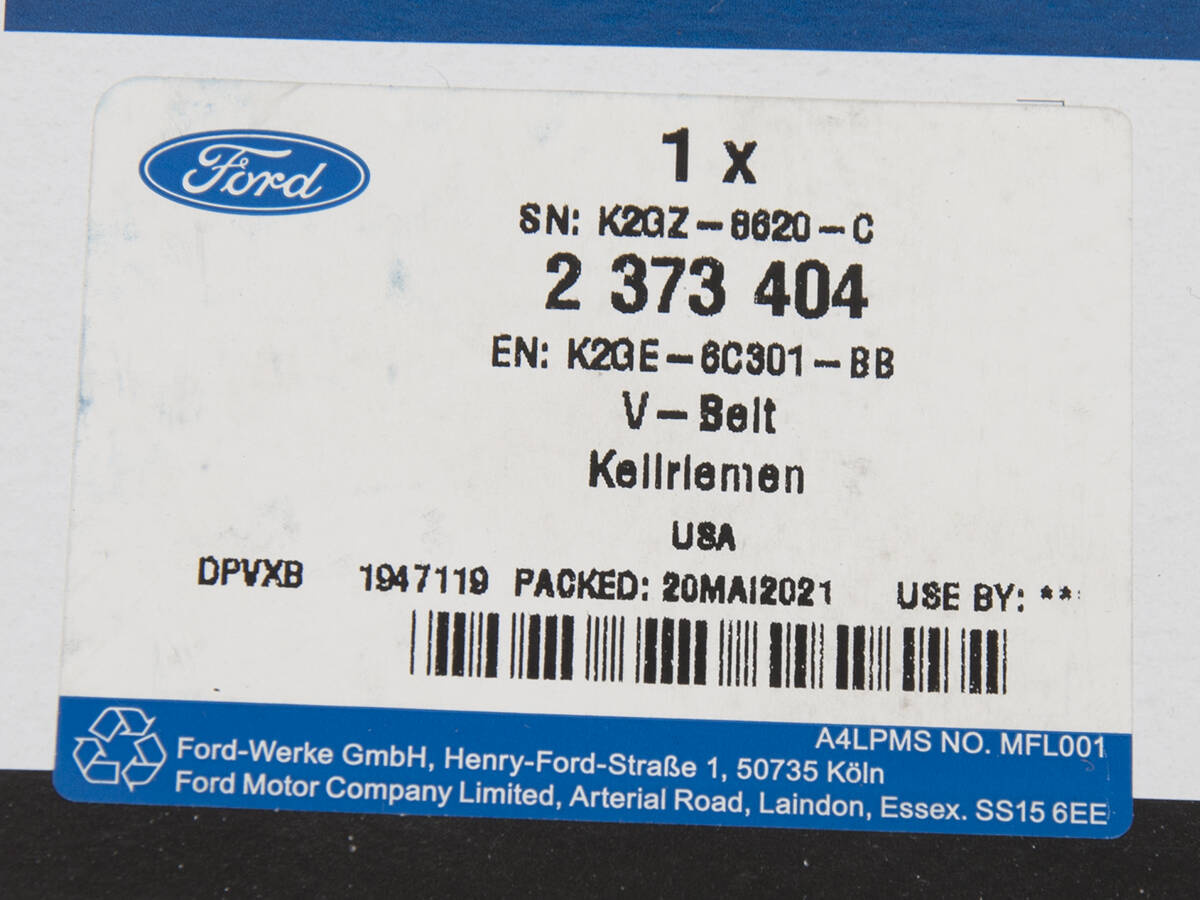 Ford
1 x
SN: K2GZ-8620-C
2 373 404
EN: K2GE-6C301-BB
V-Belt
Keilriemen
USA
DPVXB 1947119 PACKED: 20MAI2021 USE BY: **
A4LPMS NO. MFL001
Ford-Werke GmbH, Henry-Ford-Straße 1, 50735 Köln
Ford Motor Company Limited, Arterial Road, Laindon, Essex. SS15 6EE